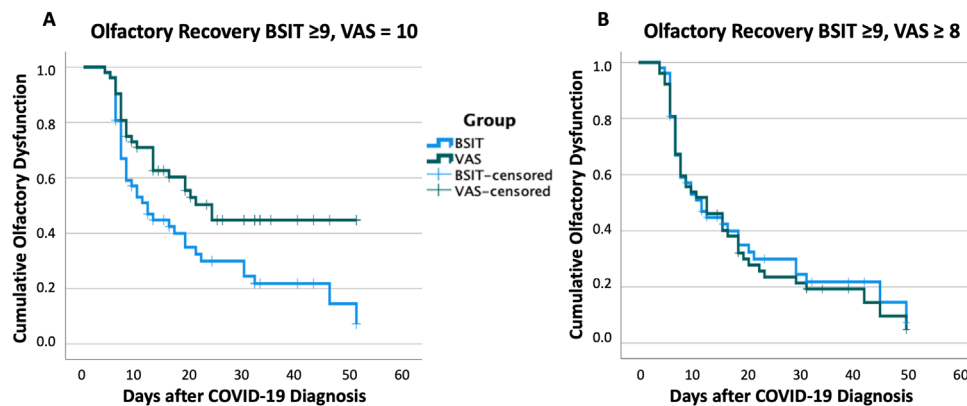 A
Olfactory Recovery BSIT ≥9, VAS = 10
Cumulative Olfactory Dysfunction
1.0
0.8
0.6
0.4
0.2
0.0
0 10 20 30 40 50 60
Days after COVID-19 Diagnosis
Group
BSIT
VAS
BSIT-censored
VAS-censored
B
Olfactory Recovery BSIT ≥9, VAS ≥ 8
Cumulative Olfactory Dysfunction
1.0
0.8
0.6
0.4
0.2
0.0
0 10 20 30 40 50 60
Days after COVID-19 Diagnosis